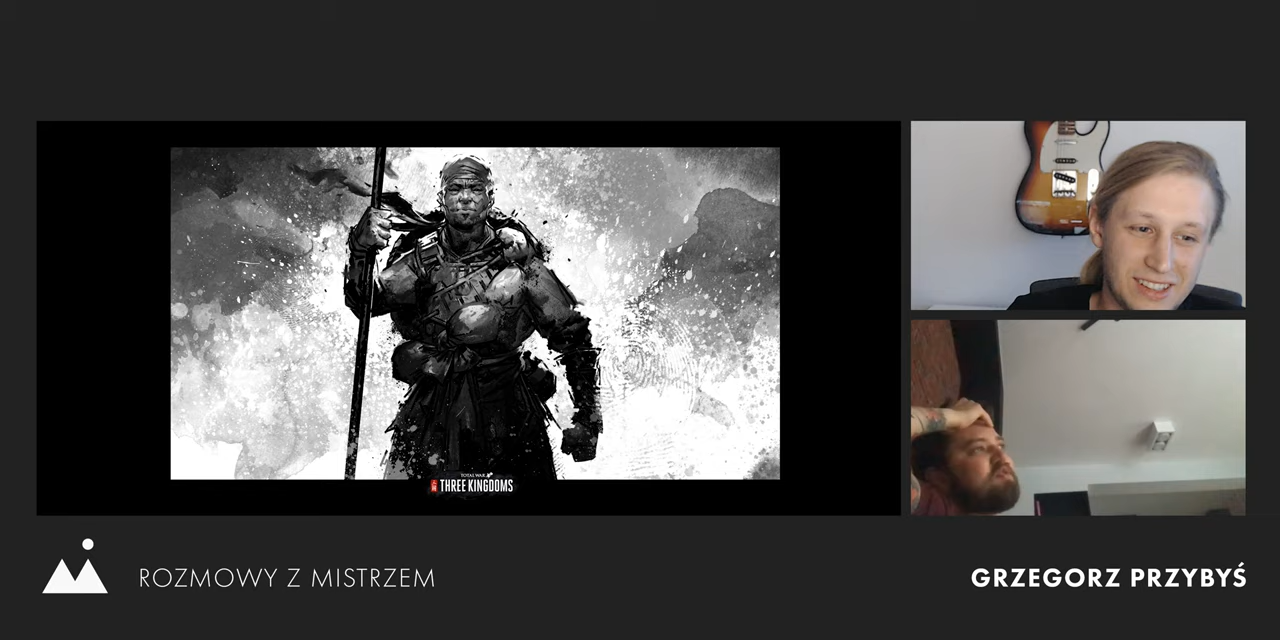 TOTAL WAR
THREE KINGDOMS
ROZMOWY Z MISTRZEM
GRZEGORZ PRZYBYŚ